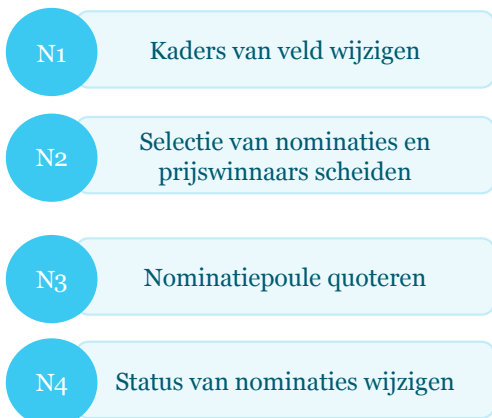 N1
Kaders van veld wijzigen
N2
Selectie van nominaties en
prijswinnaars scheiden
N3
Nominatiepoule quoteren
N4
Status van nominaties wijzigen